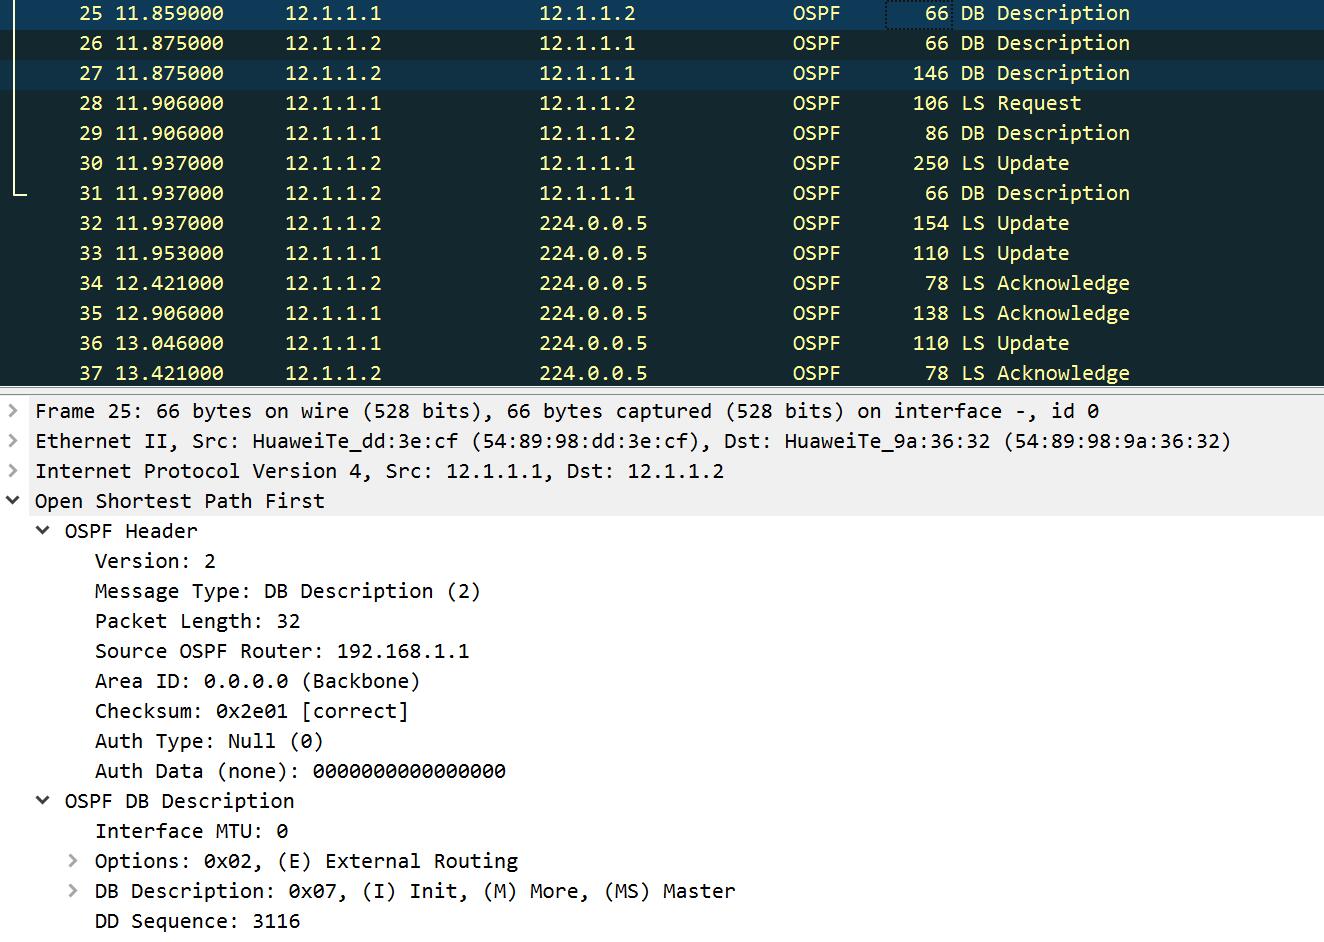 25 11.859000 12.1.1.1 12.1.1.2 OSPF 66 DB Description
26 11.875000 12.1.1.2 12.1.1.1 OSPF 66 DB Description
27 11.875000 12.1.1.2 12.1.1.1 OSPF 146 DB Description
28 11.906000 12.1.1.1 12.1.1.2 OSPF 106 LS Request
29 11.906000 12.1.1.1 12.1.1.2 OSPF 86 DB Description
30 11.937000 12.1.1.2 12.1.1.1 OSPF 250 LS Update
31 11.937000 12.1.1.2 12.1.1.1 OSPF 66 DB Description
32 11.937000 12.1.1.2 224.0.0.5 OSPF 154 LS Update
33 11.953000 12.1.1.1 224.0.0.5 OSPF 110 LS Update
34 12.421000 12.1.1.2 224.0.0.5 OSPF 78 LS Acknowledge
35 12.906000 12.1.1.1 224.0.0.5 OSPF 138 LS Acknowledge
36 13.046000 12.1.1.1 224.0.0.5 OSPF 110 LS Update
37 13.421000 12.1.1.2 224.0.0.5 OSPF 78 LS Acknowledge
Frame 25: 66 bytes on wire (528 bits), 66 bytes captured (528 bits) on interface -, id 0
Ethernet II, Src: HuaweiTe_dd:3e:cf (54:89:98:dd:3e:cf), Dst: HuaweiTe_9a:36:32 (54:89:98:9a:36:32)
Internet Protocol Version 4, Src: 12.1.1.1, Dst: 12.1.1.2
Open Shortest Path First
OSPF Header
Version: 2
Message Type: DB Description (2)
Packet Length: 32
Source OSPF Router: 192.168.1.1
Area ID: 0.0.0.0 (Backbone)
Checksum: 0x2e01 [correct]
Auth Type: Null (0)
Auth Data (none): 0000000000000000
OSPF DB Description
Interface MTU: 0
Options: 0x02, (E) External Routing
DB Description: 0x07, (I) Init, (M) More, (MS) Master
DD Sequence: 3116